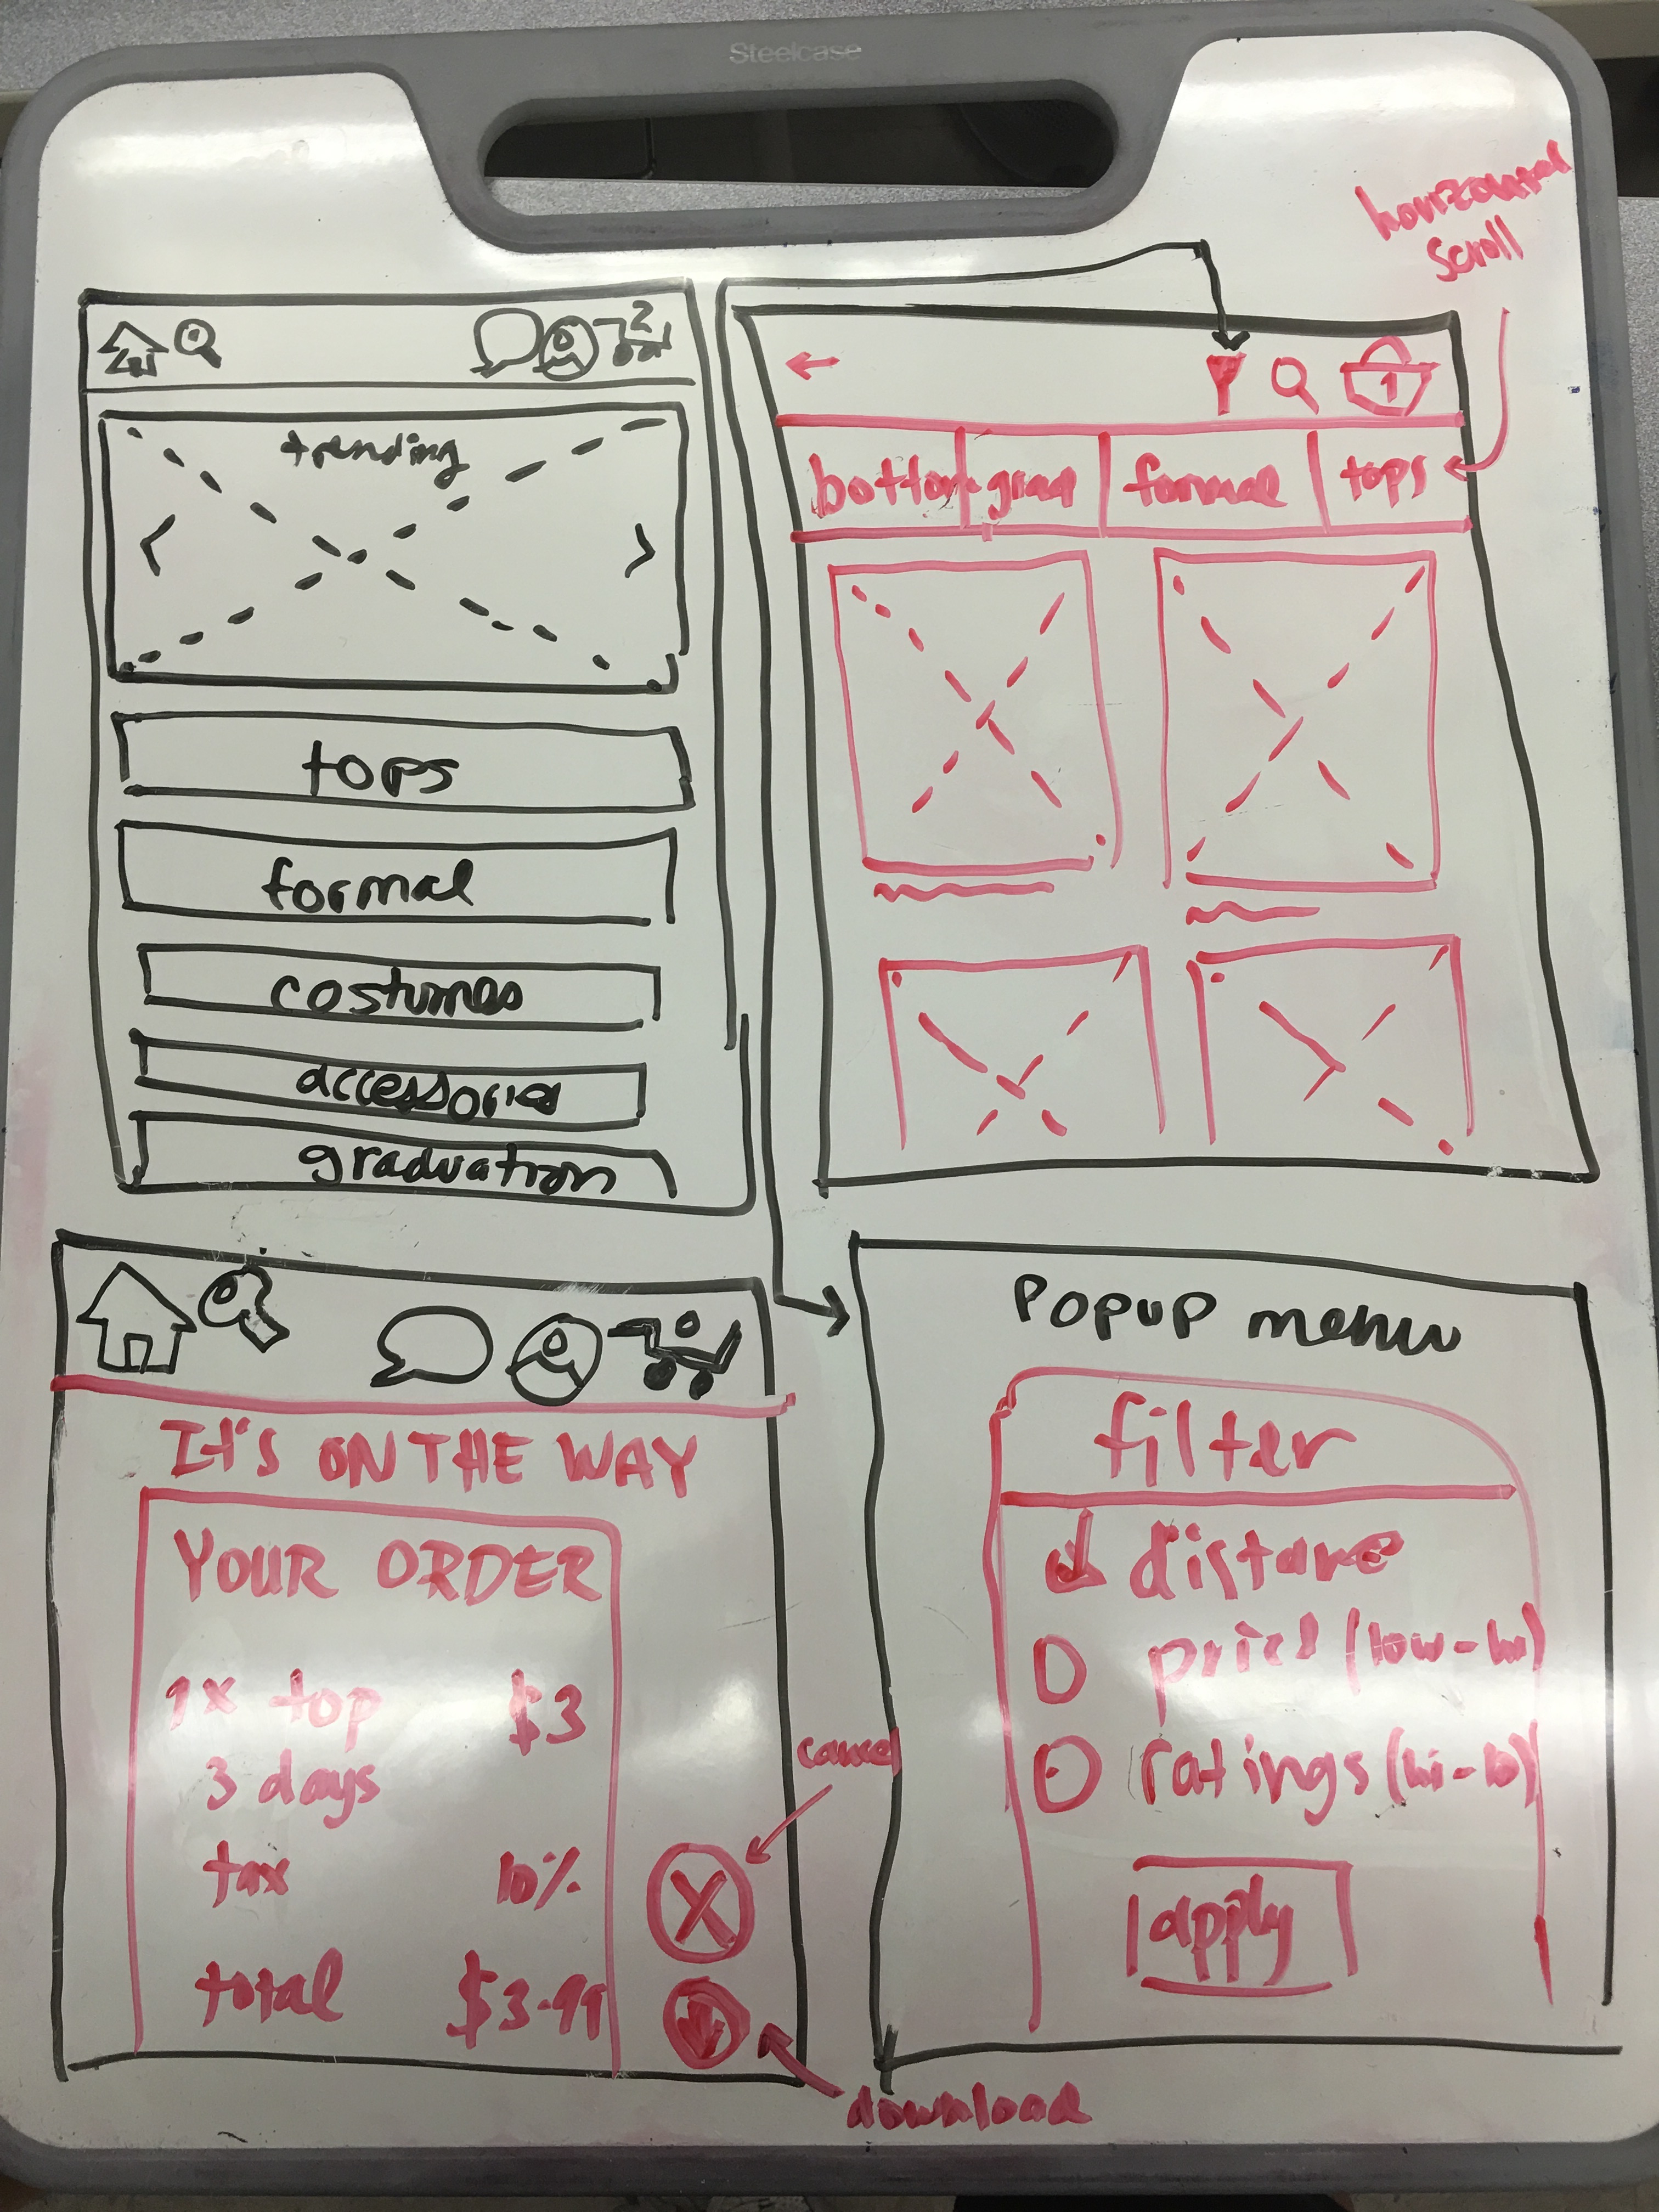 Steelcase
horizontal
scroll
2
trending
tops
formal
costumes
accessories
graduation
1
bottom grad formal tops
0
IT'S ON THE WAY
YOUR ORDER
1x top $3
3 days
tax 10%
total $3.99
cancel
download
Popup menu
filter
distance
price (low-hi)
ratings (hi-lo)
apply